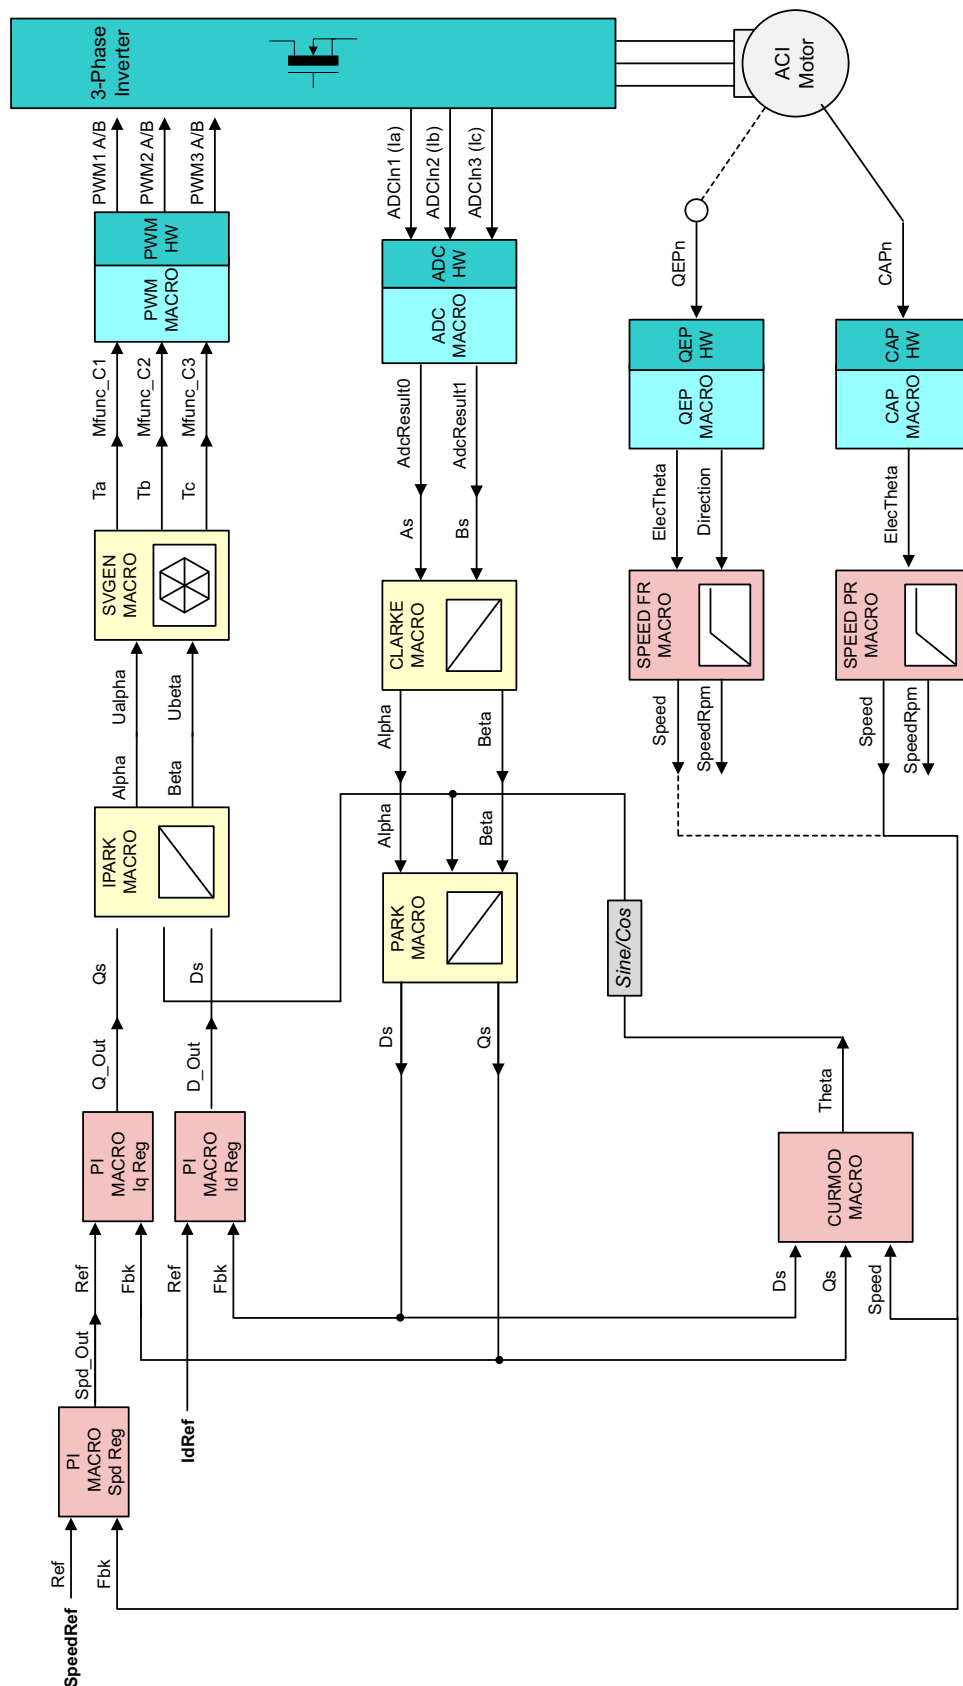 SpeedRef
Ref
Fbk
PI
MACRO
Spd Reg
Spd_Out
Ref
Fbk
PI
MACRO
Iq Reg
Q_Out
Qs
IdRef
Ref
Fbk
PI
MACRO
Id Reg
D_Out
Ds
IPARK
MACRO
Alpha
Beta
Ualpha
Ubeta
SVGEN
MACRO
Ta
Tb
Tc
Mfunc_C1
Mfunc_C2
Mfunc_C3
PWM
MACRO
PWM
HW
PWM1 A/B
PWM2 A/B
PWM3 A/B
3-Phase
Inverter
Ds
Qs
PARK
MACRO
Alpha
Beta
Alpha
Beta
CLARKE
MACRO
As
Bs
AdcResult0
AdcResult1
ADC
MACRO
ADC
HW
ADCIn1 (Ia)
ADCIn2 (Ib)
ADCIn3 (Ic)
Ds
Qs
Speed
CURMOD
MACRO
Theta
Sine/Cos
Speed
SpeedRpm
SPEED FR
MACRO
ElecTheta
Direction
QEP
MACRO
QEP
HW
QEPn
Speed
SpeedRpm
SPEED PR
MACRO
ElecTheta
CAP
MACRO
CAP
HW
CAPn
ACI
Motor